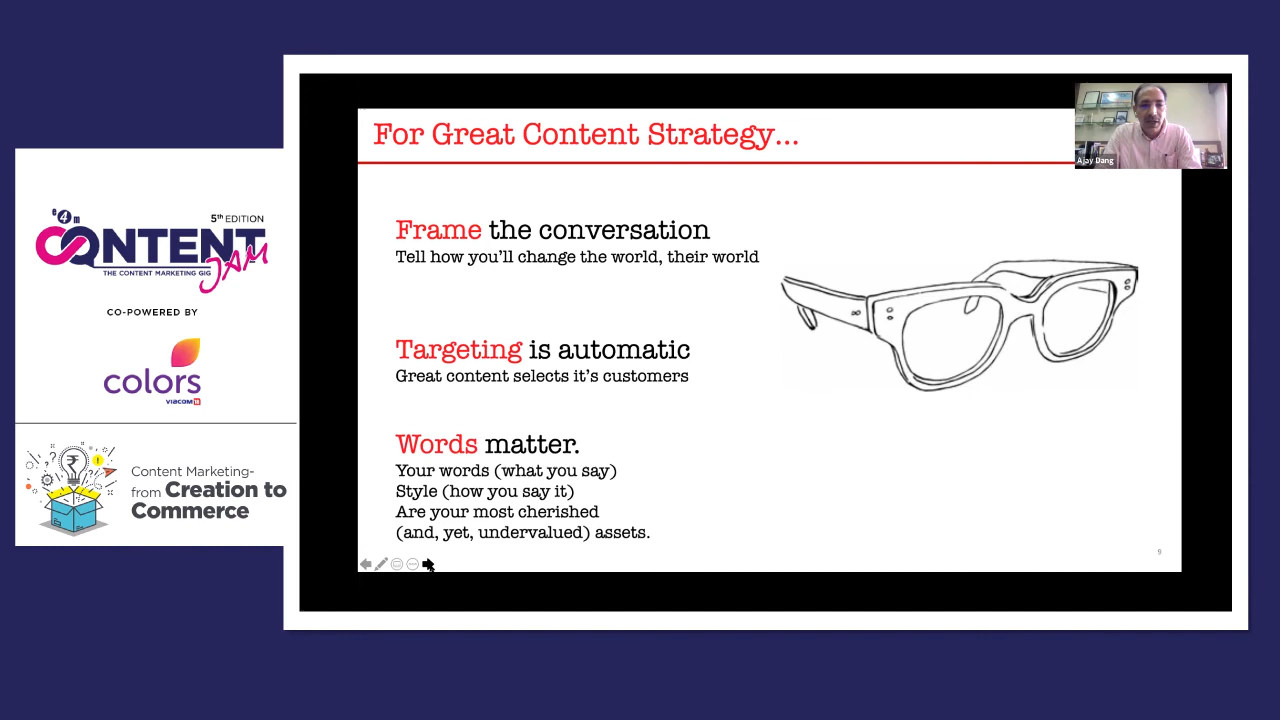 e4m
5th EDITION
CONTENT
JAM
THE CONTENT MARKETING GIG
CO-POWERED BY
colors
VIACOM18
Content Marketing-
from Creation to
Commerce
For Great Content Strategy...
Frame the conversation
Tell how you'll change the world, their world
Targeting is automatic
Great content selects it's customers
Words matter.
Your words (what you say)
Style (how you say it)
Are your most cherished
(and, yet, undervalued) assets.
9
Ajay Dang